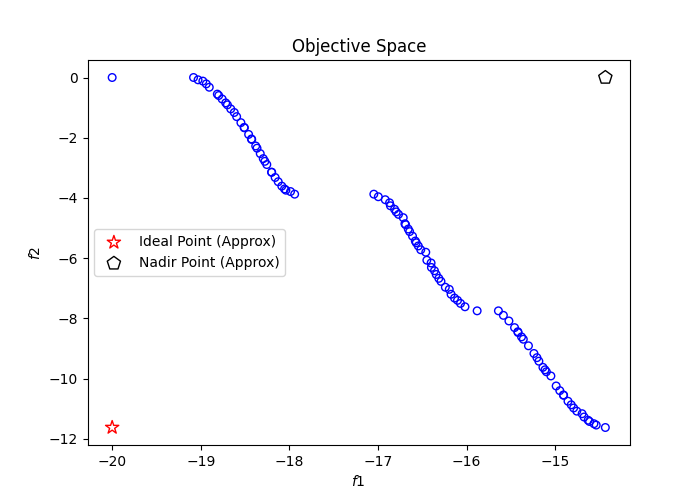 Objective Space
0
−2
−4
−6
−8
−10
−12
f2
Ideal Point (Approx)
Nadir Point (Approx)
−20
−19
−18
−17
−16
−15
f1